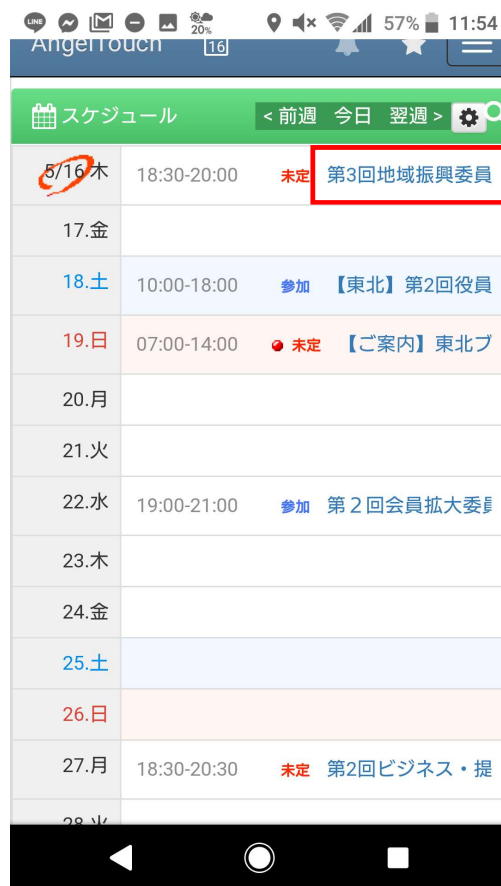 LINE 20% 57% 11:54
AngelTouch 16
スケジュール <前週 今日 翌週>
5/16木 18:30-20:00 未定 第3回地域振興委員
17.金
18.土 10:00-18:00 参加 【東北】第2回役員
19.日 07:00-14:00 未定 【ご案内】東北ブ
20.月
21.火
22.水 19:00-21:00 参加 第2回会員拡大委員
23.木
24.金
25.土
26.日
27.月 18:30-20:30 未定 第2回ビジネス・提
28.火